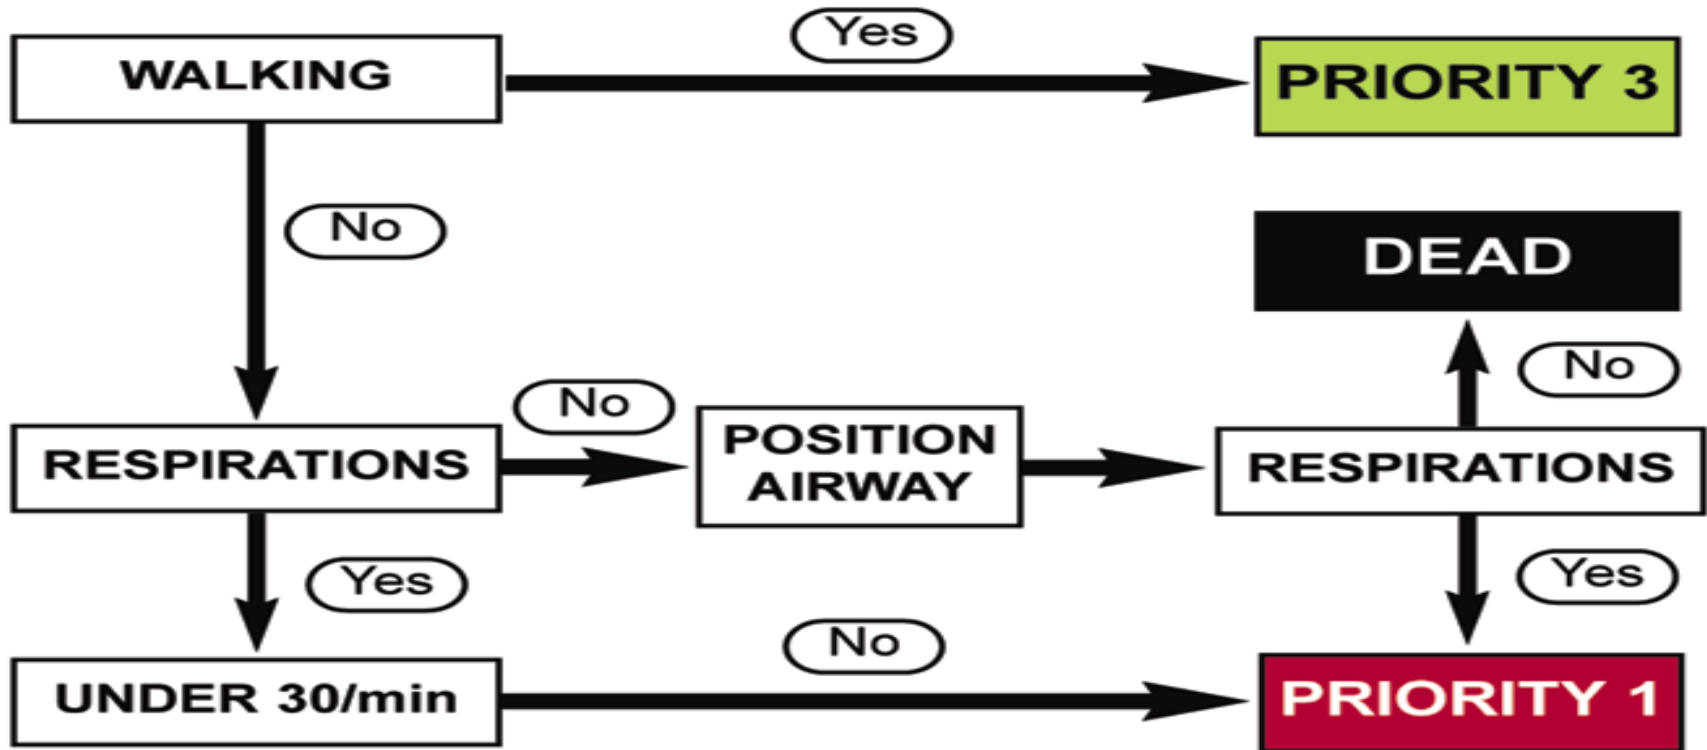 WALKING
Yes
PRIORITY 3
No
DEAD
No
RESPIRATIONS
No
POSITION
AIRWAY
RESPIRATIONS
Yes
Yes
UNDER 30/min
No
PRIORITY 1